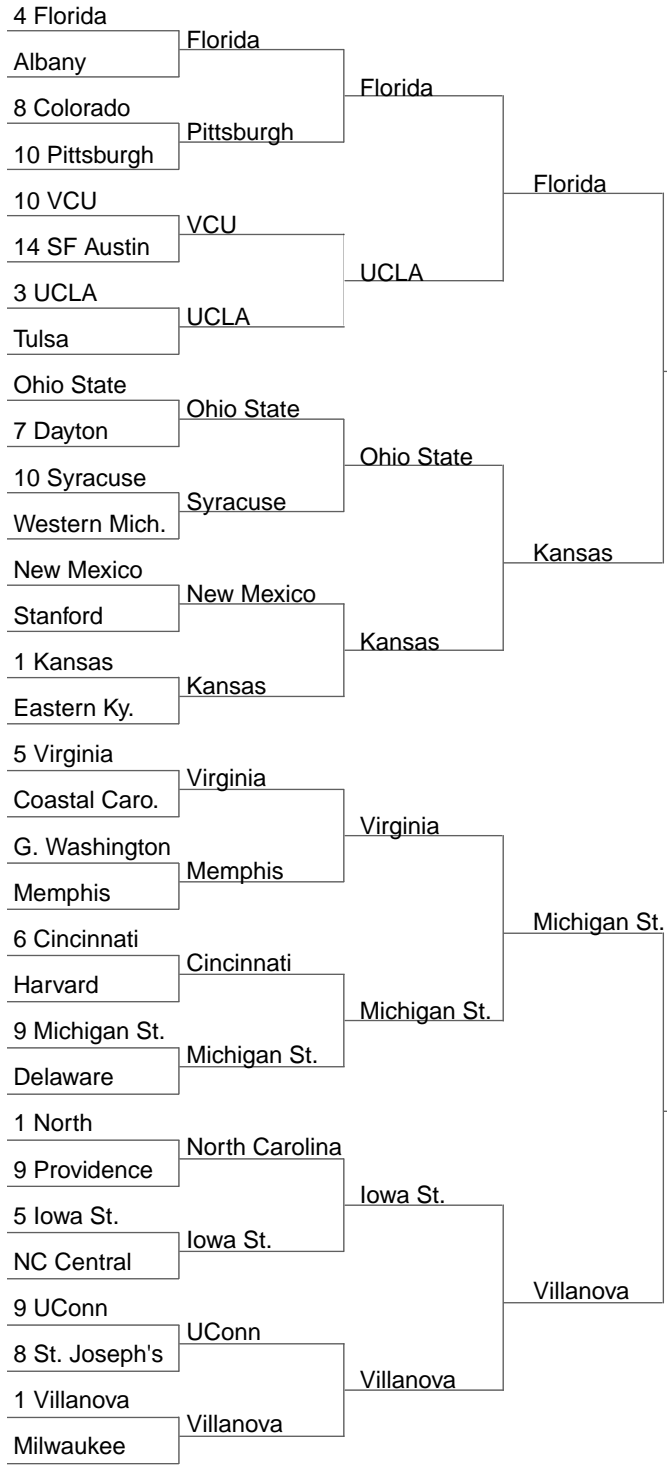 4 Florida
Albany
8 Colorado
10 Pittsburgh
10 VCU
14 SF Austin
3 UCLA
Tulsa
Ohio State
7 Dayton
10 Syracuse
Western Mich.
New Mexico
Stanford
1 Kansas
Eastern Ky.
5 Virginia
Coastal Caro.
G. Washington
Memphis
6 Cincinnati
Harvard
9 Michigan St.
Delaware
1 North
9 Providence
5 Iowa St.
NC Central
9 UConn
8 St. Joseph's
1 Villanova
Milwaukee
Florida
Pittsburgh
VCU
UCLA
Ohio State
Syracuse
New Mexico
Kansas
Virginia
Memphis
Cincinnati
Michigan St.
North Carolina
Iowa St.
UConn
Villanova
Florida
UCLA
Ohio State
Kansas
Virginia
Michigan St.
Iowa St.
Villanova
Florida
Kansas
Michigan St.
Villanova